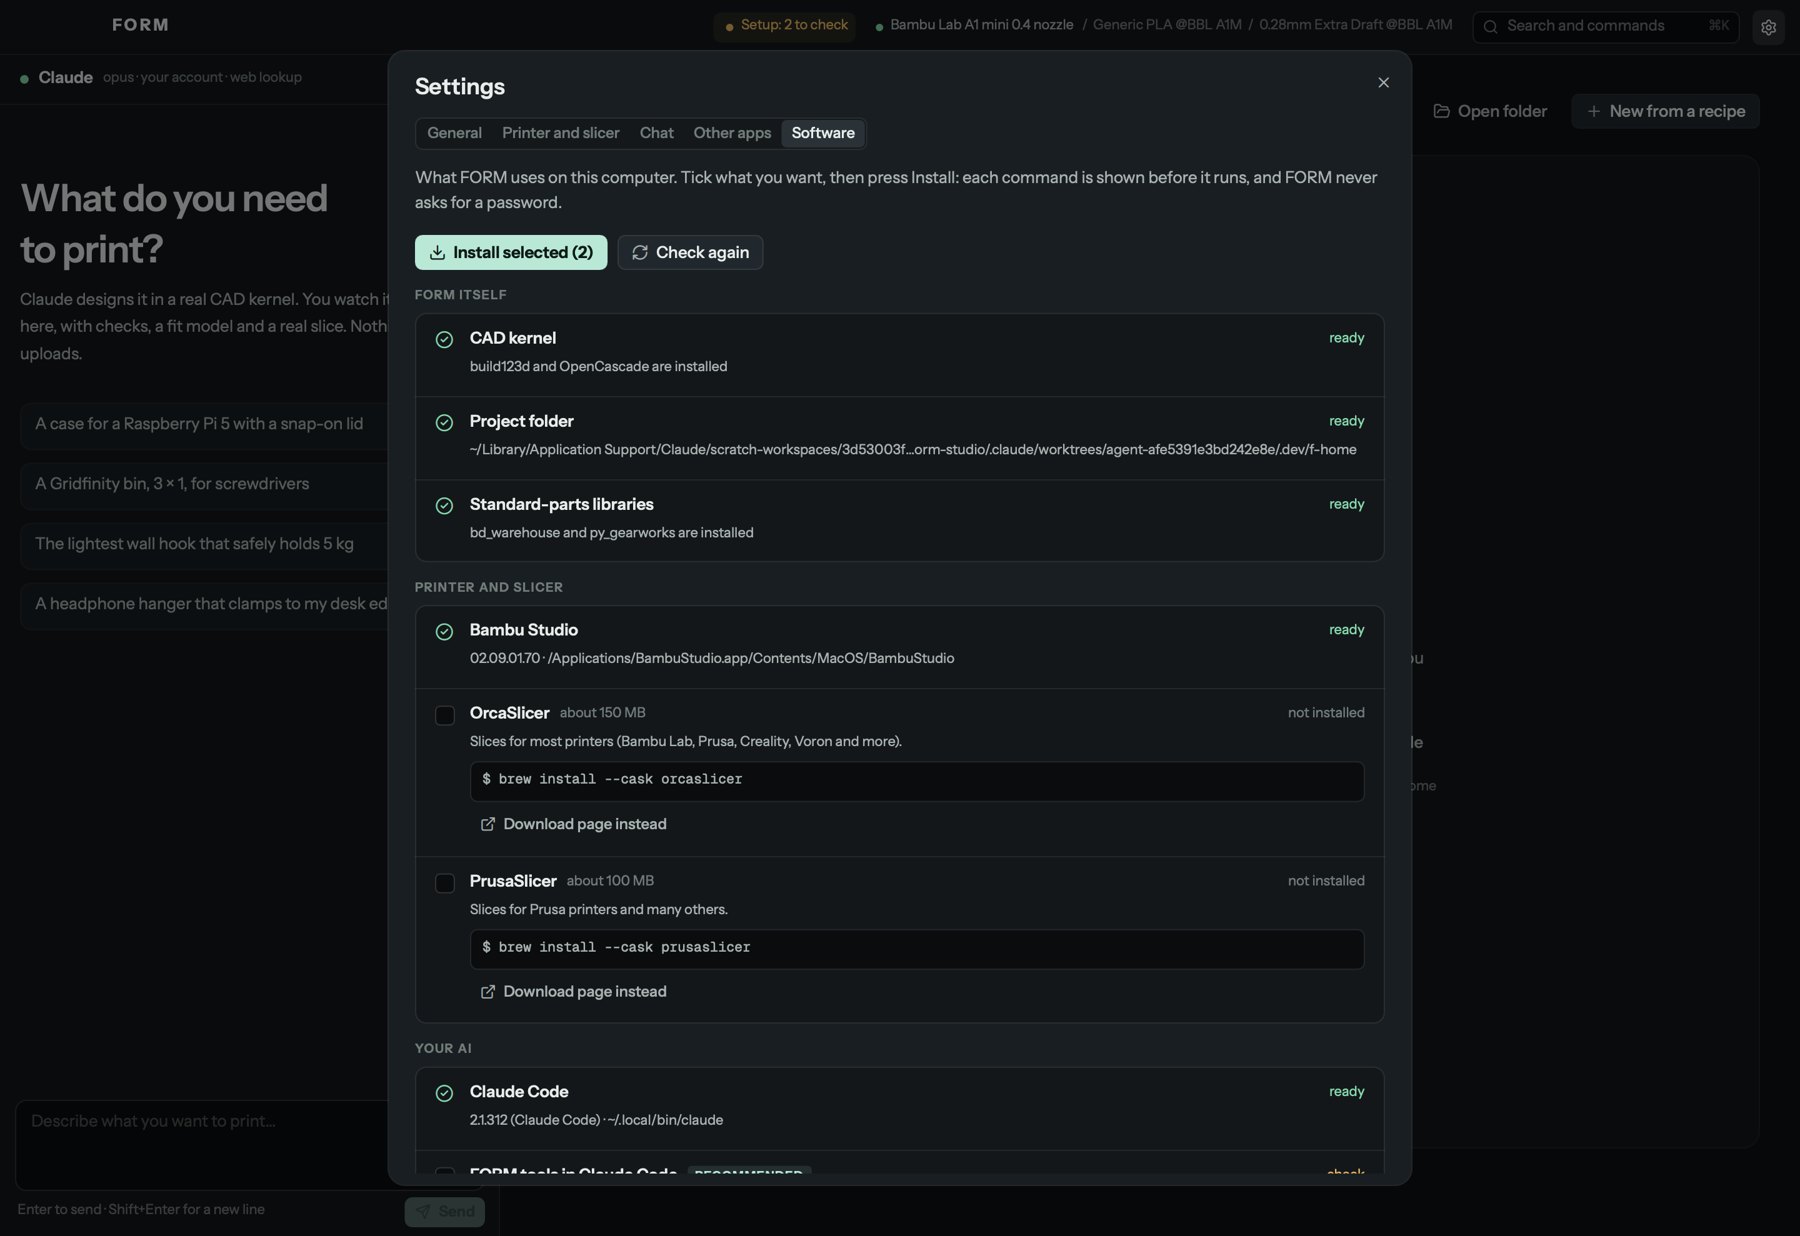 FORM
Setup: 2 to check
Bambu Lab A1 mini 0.4 nozzle / Generic PLA @BBL A1M / 0.28mm Extra Draft @BBL A1M
Search and commands ⌘K
Claude opus · your account · web lookup
Open folder
New from a recipe
What do you need
to print?
Claude designs it in a real CAD kernel. You watch it
here, with checks, a fit model and a real slice. Noth
uploads.
A case for a Raspberry Pi 5 with a snap-on lid
A Gridfinity bin, 3 × 1, for screwdrivers
The lightest wall hook that safely holds 5 kg
A headphone hanger that clamps to my desk ed
Describe what you want to print...
Enter to send · Shift+Enter for a new line
Send
Settings
General Printer and slicer Chat Other apps Software
What FORM uses on this computer. Tick what you want, then press Install: each command is shown before it runs, and FORM never
asks for a password.
Install selected (2) Check again
FORM ITSELF
CAD kernel ready
build123d and OpenCascade are installed
Project folder ready
~/Library/Application Support/Claude/scratch-workspaces/3d53003f...orm-studio/.claude/worktrees/agent-afe5391e3bd242e8e/.dev/f-home
Standard-parts libraries ready
bd_warehouse and py_gearworks are installed
PRINTER AND SLICER
Bambu Studio ready
02.09.01.70 · /Applications/BambuStudio.app/Contents/MacOS/BambuStudio
OrcaSlicer about 150 MB not installed
Slices for most printers (Bambu Lab, Prusa, Creality, Voron and more).
$ brew install --cask orcaslicer
Download page instead
PrusaSlicer about 100 MB not installed
Slices for Prusa printers and many others.
$ brew install --cask prusaslicer
Download page instead
YOUR AI
Claude Code ready
2.1.312 (Claude Code) · ~/.local/bin/claude
FORM tools in Claude Code RECOMMENDED check